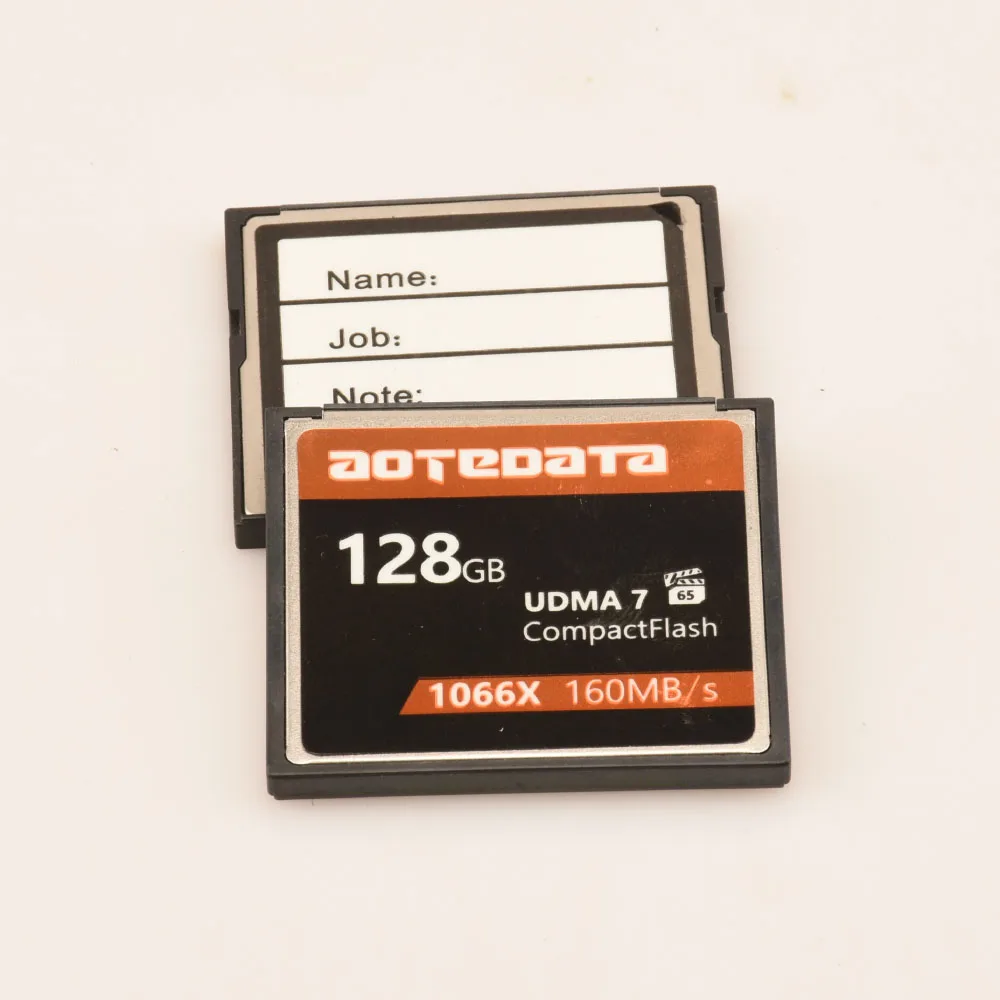 Name:
Job:
Note:
AOTEDATA
128GB
UDMA 7
65
CompactFlash
1066X 160MB/s